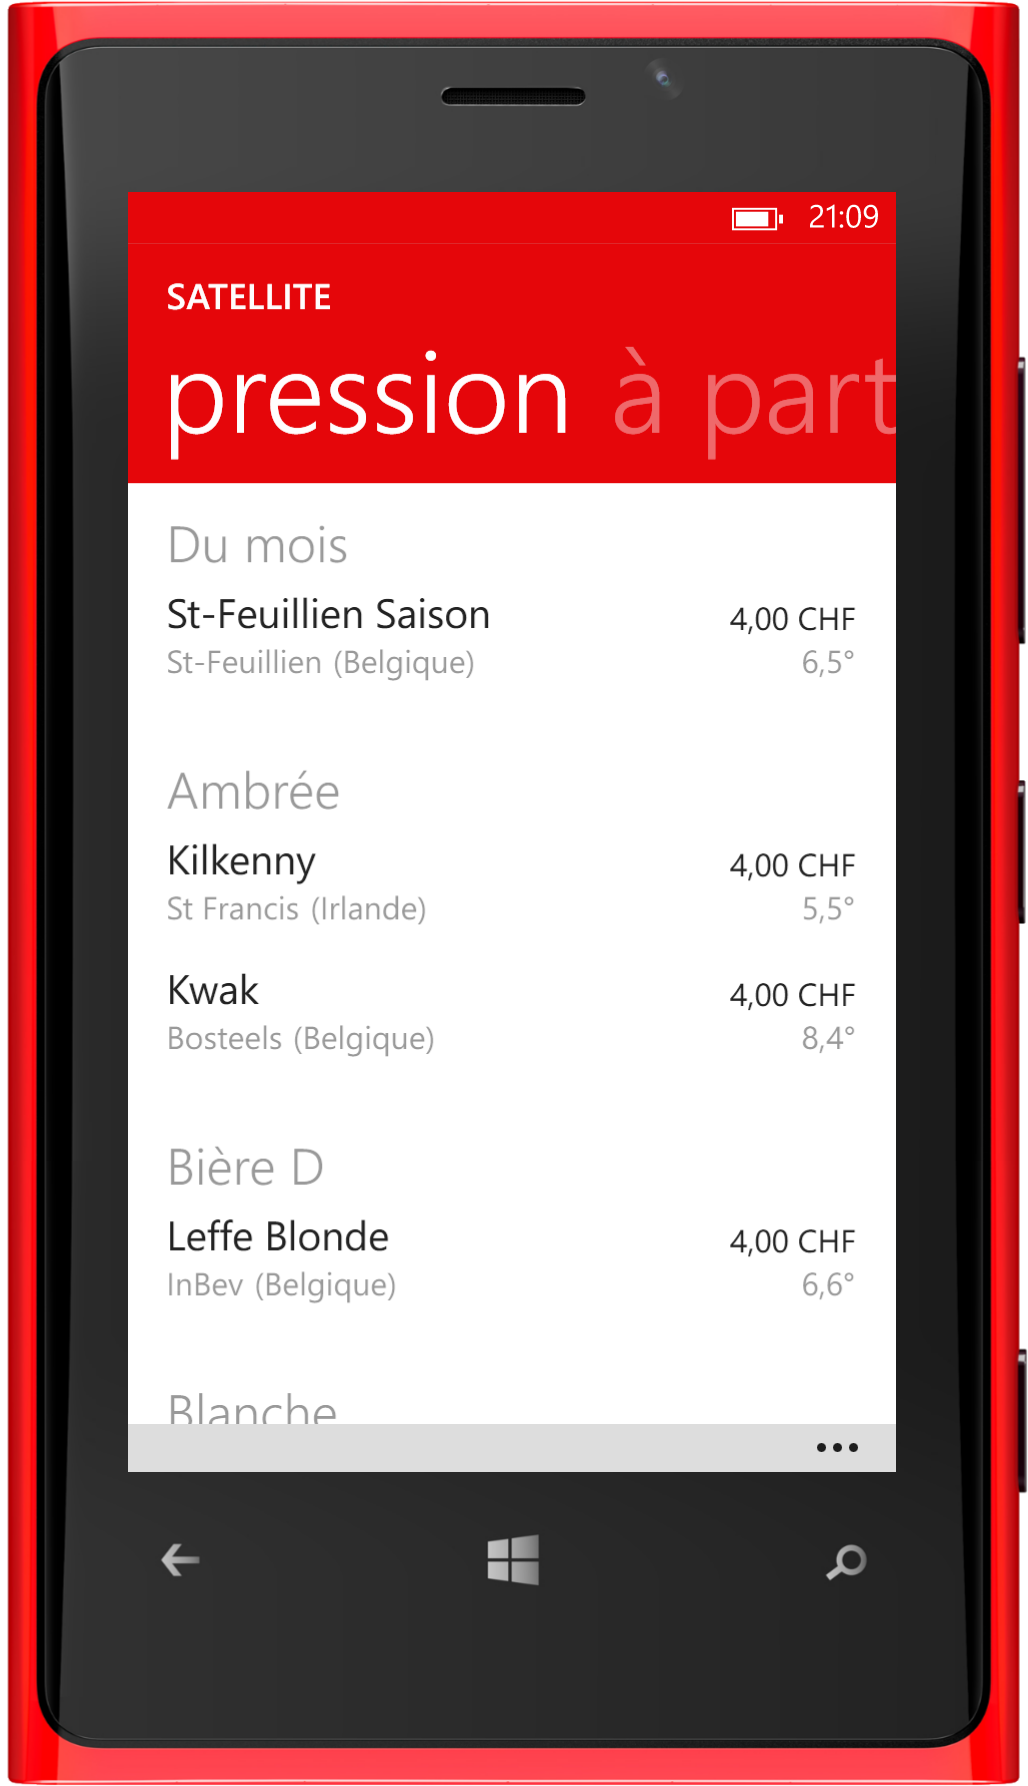 21:09
SATELLITE
pression à part
Du mois
St-Feuillien Saison 4,00 CHF
St-Feuillien (Belgique) 6,5°
Ambrée
Kilkenny 4,00 CHF
St Francis (Irlande) 5,5°
Kwak 4,00 CHF
Bosteels (Belgique) 8,4°
Bière D
Leffe Blonde 4,00 CHF
InBev (Belgique) 6,6°
Blanche